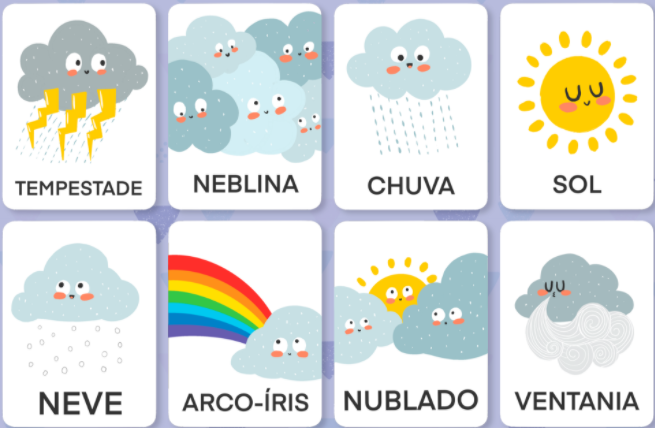 TEMPESTADE
NEBLINA
CHUVA
SOL
NEVE
ARCO-ÍRIS
NUBLADO
VENTANIA